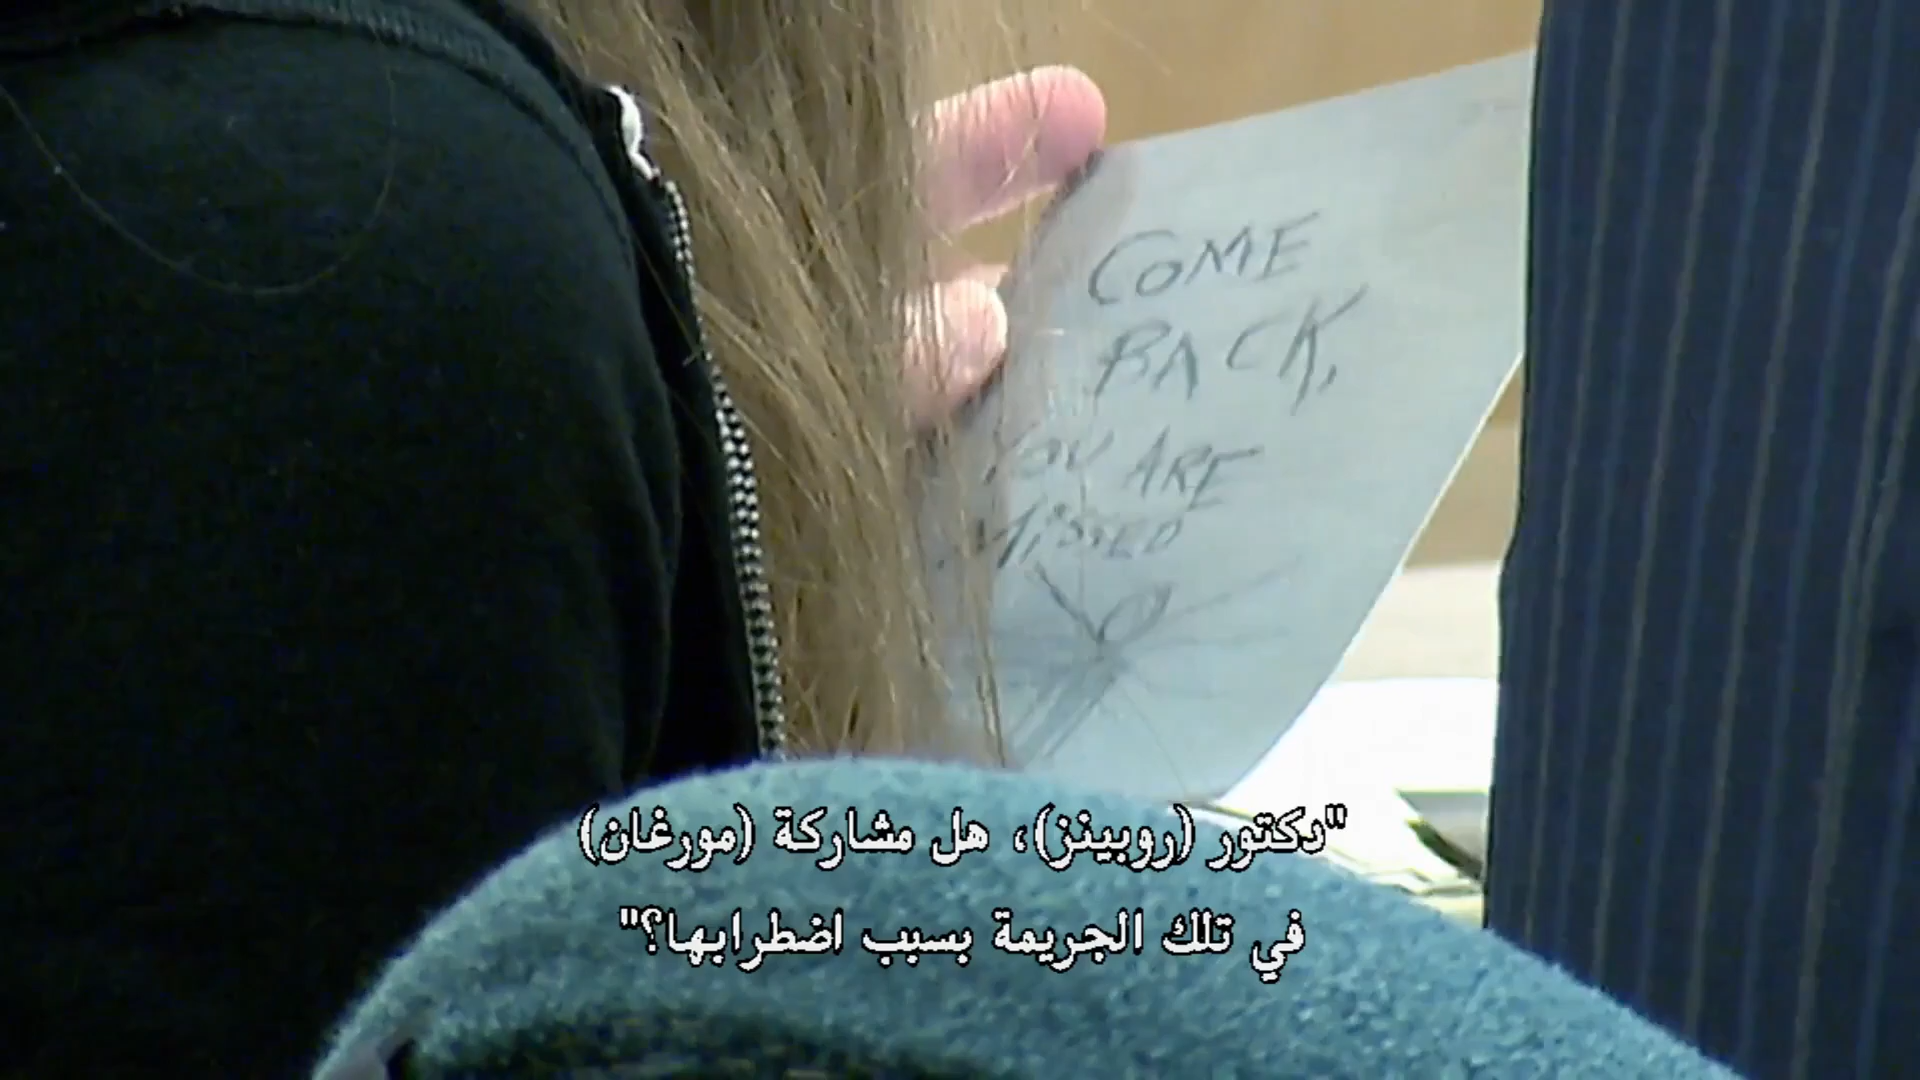 COME
BACK,
YOU ARE
MISSED
"دكتور (روبينز)، هل مشاركة (مورغان)
في تلك الجريمة بسبب اضطرابها؟"